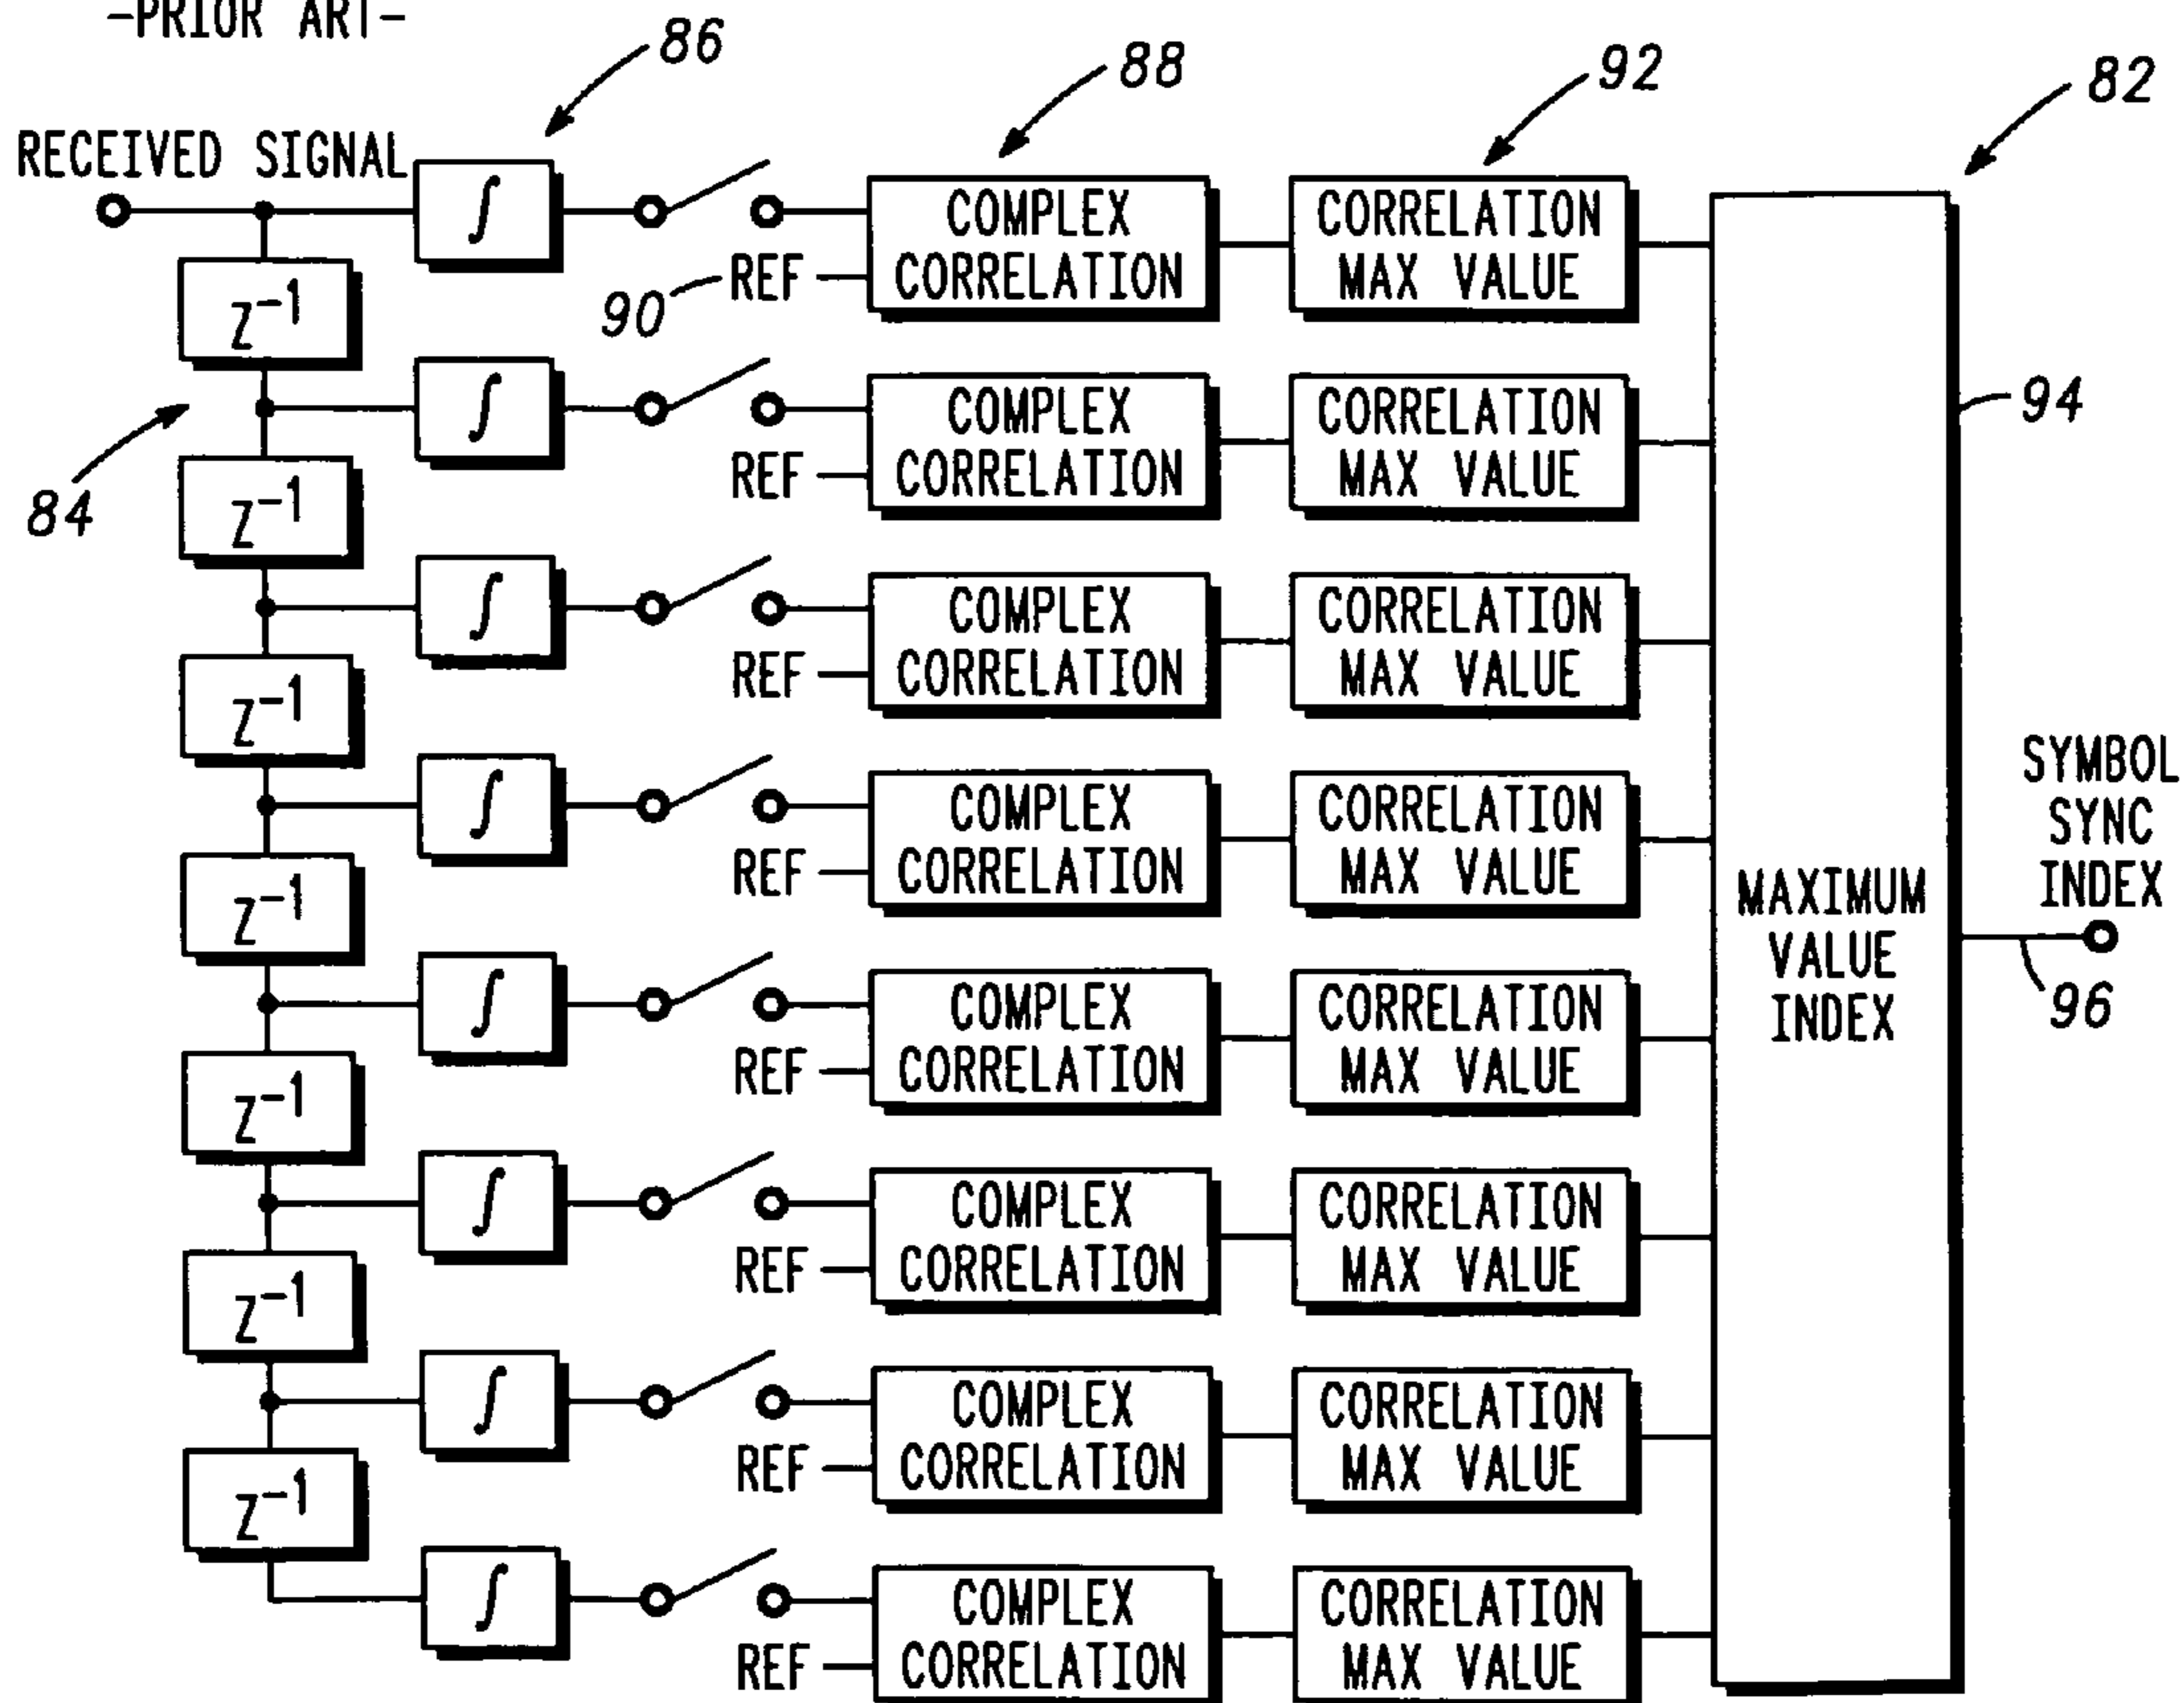 -PRIOR ART-
86
88
92
82
RECEIVED SIGNAL
∫
COMPLEX
CORRELATION
CORRELATION
MAX VALUE
90
REF
z⁻¹
∫
COMPLEX
CORRELATION
CORRELATION
MAX VALUE
94
REF
84
z⁻¹
∫
COMPLEX
CORRELATION
CORRELATION
MAX VALUE
REF
z⁻¹
∫
COMPLEX
CORRELATION
CORRELATION
MAX VALUE
REF
SYMBOL
SYNC
INDEX
MAXIMUM
VALUE
INDEX
96
z⁻¹
∫
COMPLEX
CORRELATION
CORRELATION
MAX VALUE
REF
z⁻¹
∫
COMPLEX
CORRELATION
CORRELATION
MAX VALUE
REF
z⁻¹
∫
COMPLEX
CORRELATION
CORRELATION
MAX VALUE
REF
z⁻¹
∫
COMPLEX
CORRELATION
CORRELATION
MAX VALUE
REF